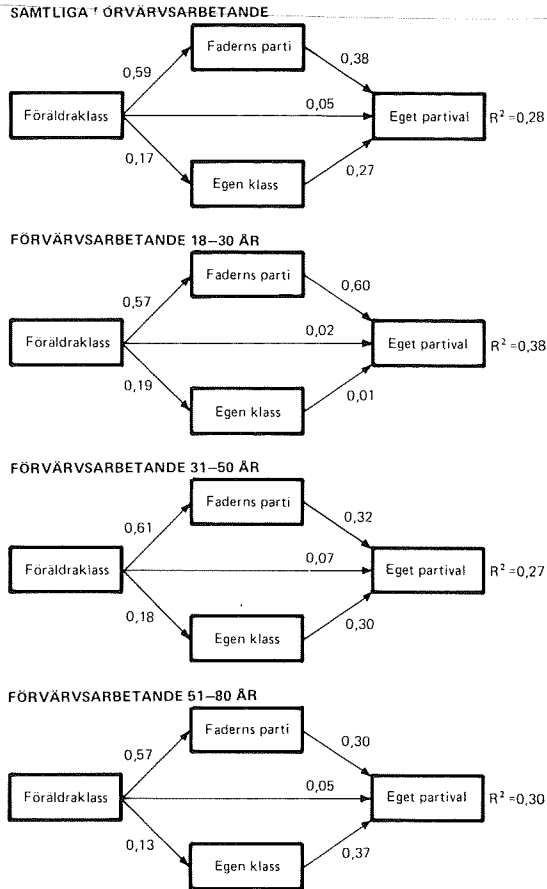 SAMTLIGA FÖRVÄRVSARBETANDE
Faderns parti
0,59
0,38
Föräldraklass
0,05
Eget partival
R² =0,28
0,17
0,27
Egen klass
FÖRVÄRVSARBETANDE 18–30 ÅR
Faderns parti
0,57
0,60
Föräldraklass
0,02
Eget partival
R² =0,38
0,19
0,01
Egen klass
FÖRVÄRVSARBETANDE 31–50 ÅR
Faderns parti
0,61
0,32
Föräldraklass
0,07
Eget partival
R² =0,27
0,18
0,30
Egen klass
FÖRVÄRVSARBETANDE 51–80 ÅR
Faderns parti
0,57
0,30
Föräldraklass
0,05
Eget partival
R² =0,30
0,13
0,37
Egen klass